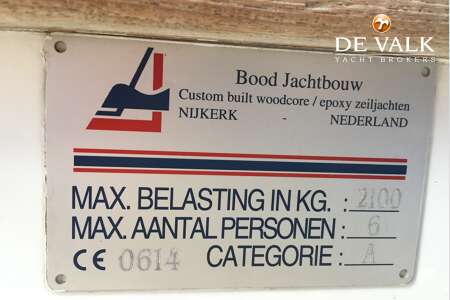 DE VALK
YACHT BROKERS
Bood Jachtbouw
Custom built woodcore / epoxy zeiljachten
NIJKERK - NEDERLAND
MAX. BELASTING IN KG. : 2100
MAX. AANTAL PERSONEN : 6
CE 0614 CATEGORIE : A